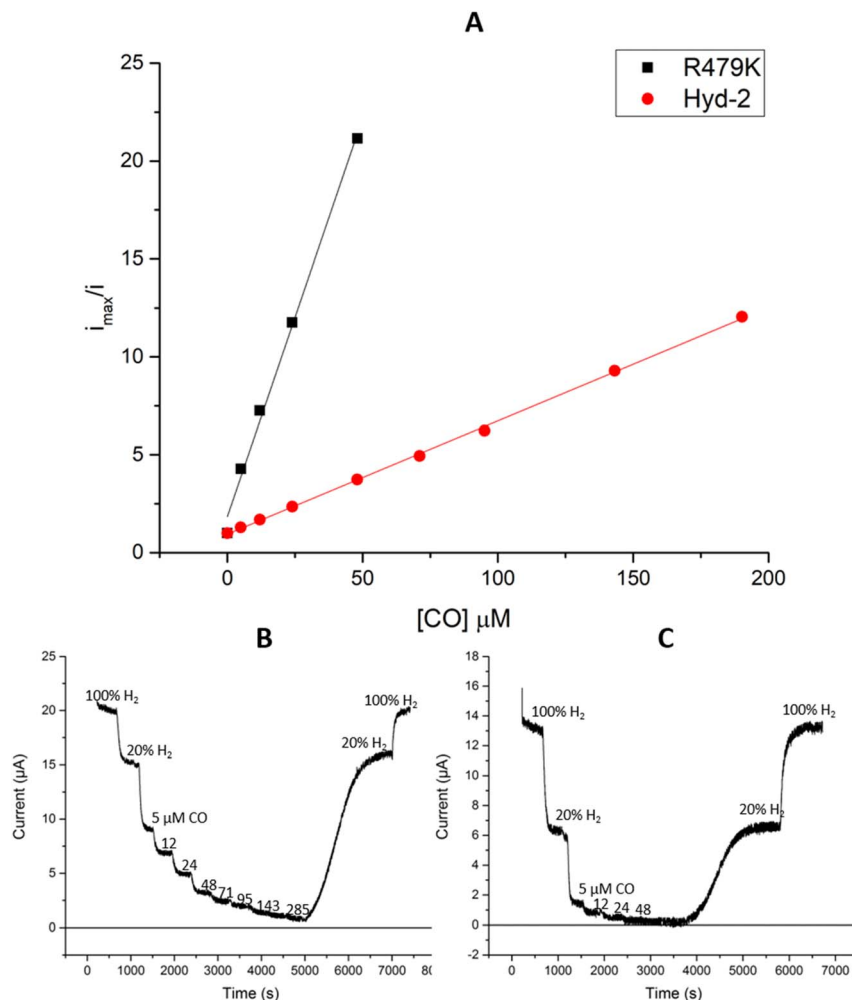 A
R479K
Hyd-2
i_max/i
25
20
15
10
5
0
0 50 100 150 200
[CO] μM
B
Current (μA)
25
20
15
10
5
0
100% H₂
20% H₂
5 μM CO
12
24
48
71
95
143
285
20% H₂
100% H₂
0 1000 2000 3000 4000 5000 6000 7000
Time (s)
C
Current (μA)
18
16
14
12
10
8
6
4
2
0
-2
100% H₂
20% H₂
5 μM CO
12
24
48
20% H₂
100% H₂
0 1000 2000 3000 4000 5000 6000 7000
Time (s)